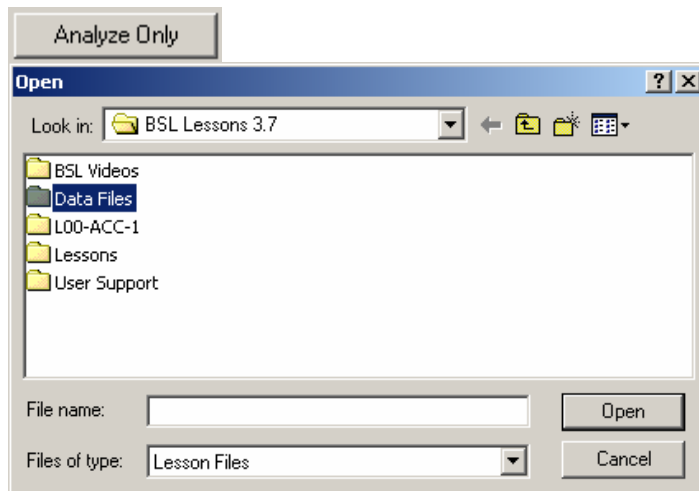 Analyze Only
Open
Look in: BSL Lessons 3.7
BSL Videos
Data Files
L00-ACC-1
Lessons
User Support
File name:
Open
Files of type: Lesson Files
Cancel